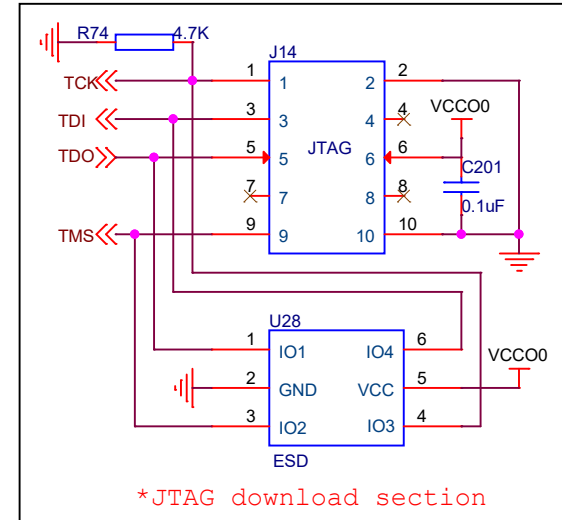 R74 4.7K
J14
TCK 1 1 2 2
TDI 3 3 4 4 VCCO0
TDO 5 5 JTAG 6 6
C201
7 7 8 8 0.1uF
TMS 9 9 10 10
U28
1 IO1 IO4 6 VCCO0
2 GND VCC 5
3 IO2 IO3 4
ESD
*JTAG download section